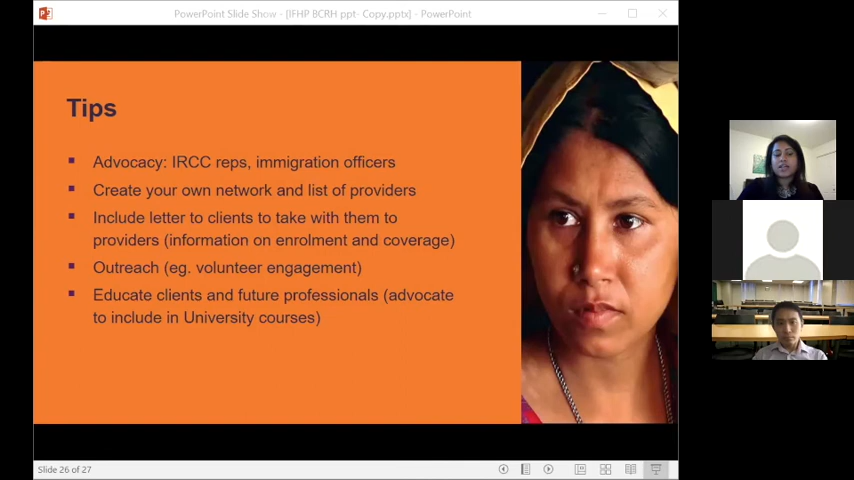 PowerPoint Slide Show - [IFHP BCRH ppt- Copy.pptx] - PowerPoint
Tips
Advocacy: IRCC reps, immigration officers
Create your own network and list of providers
Include letter to clients to take with them to
providers (information on enrolment and coverage)
Outreach (eg. volunteer engagement)
Educate clients and future professionals (advocate
to include in University courses)
Slide 26 of 27